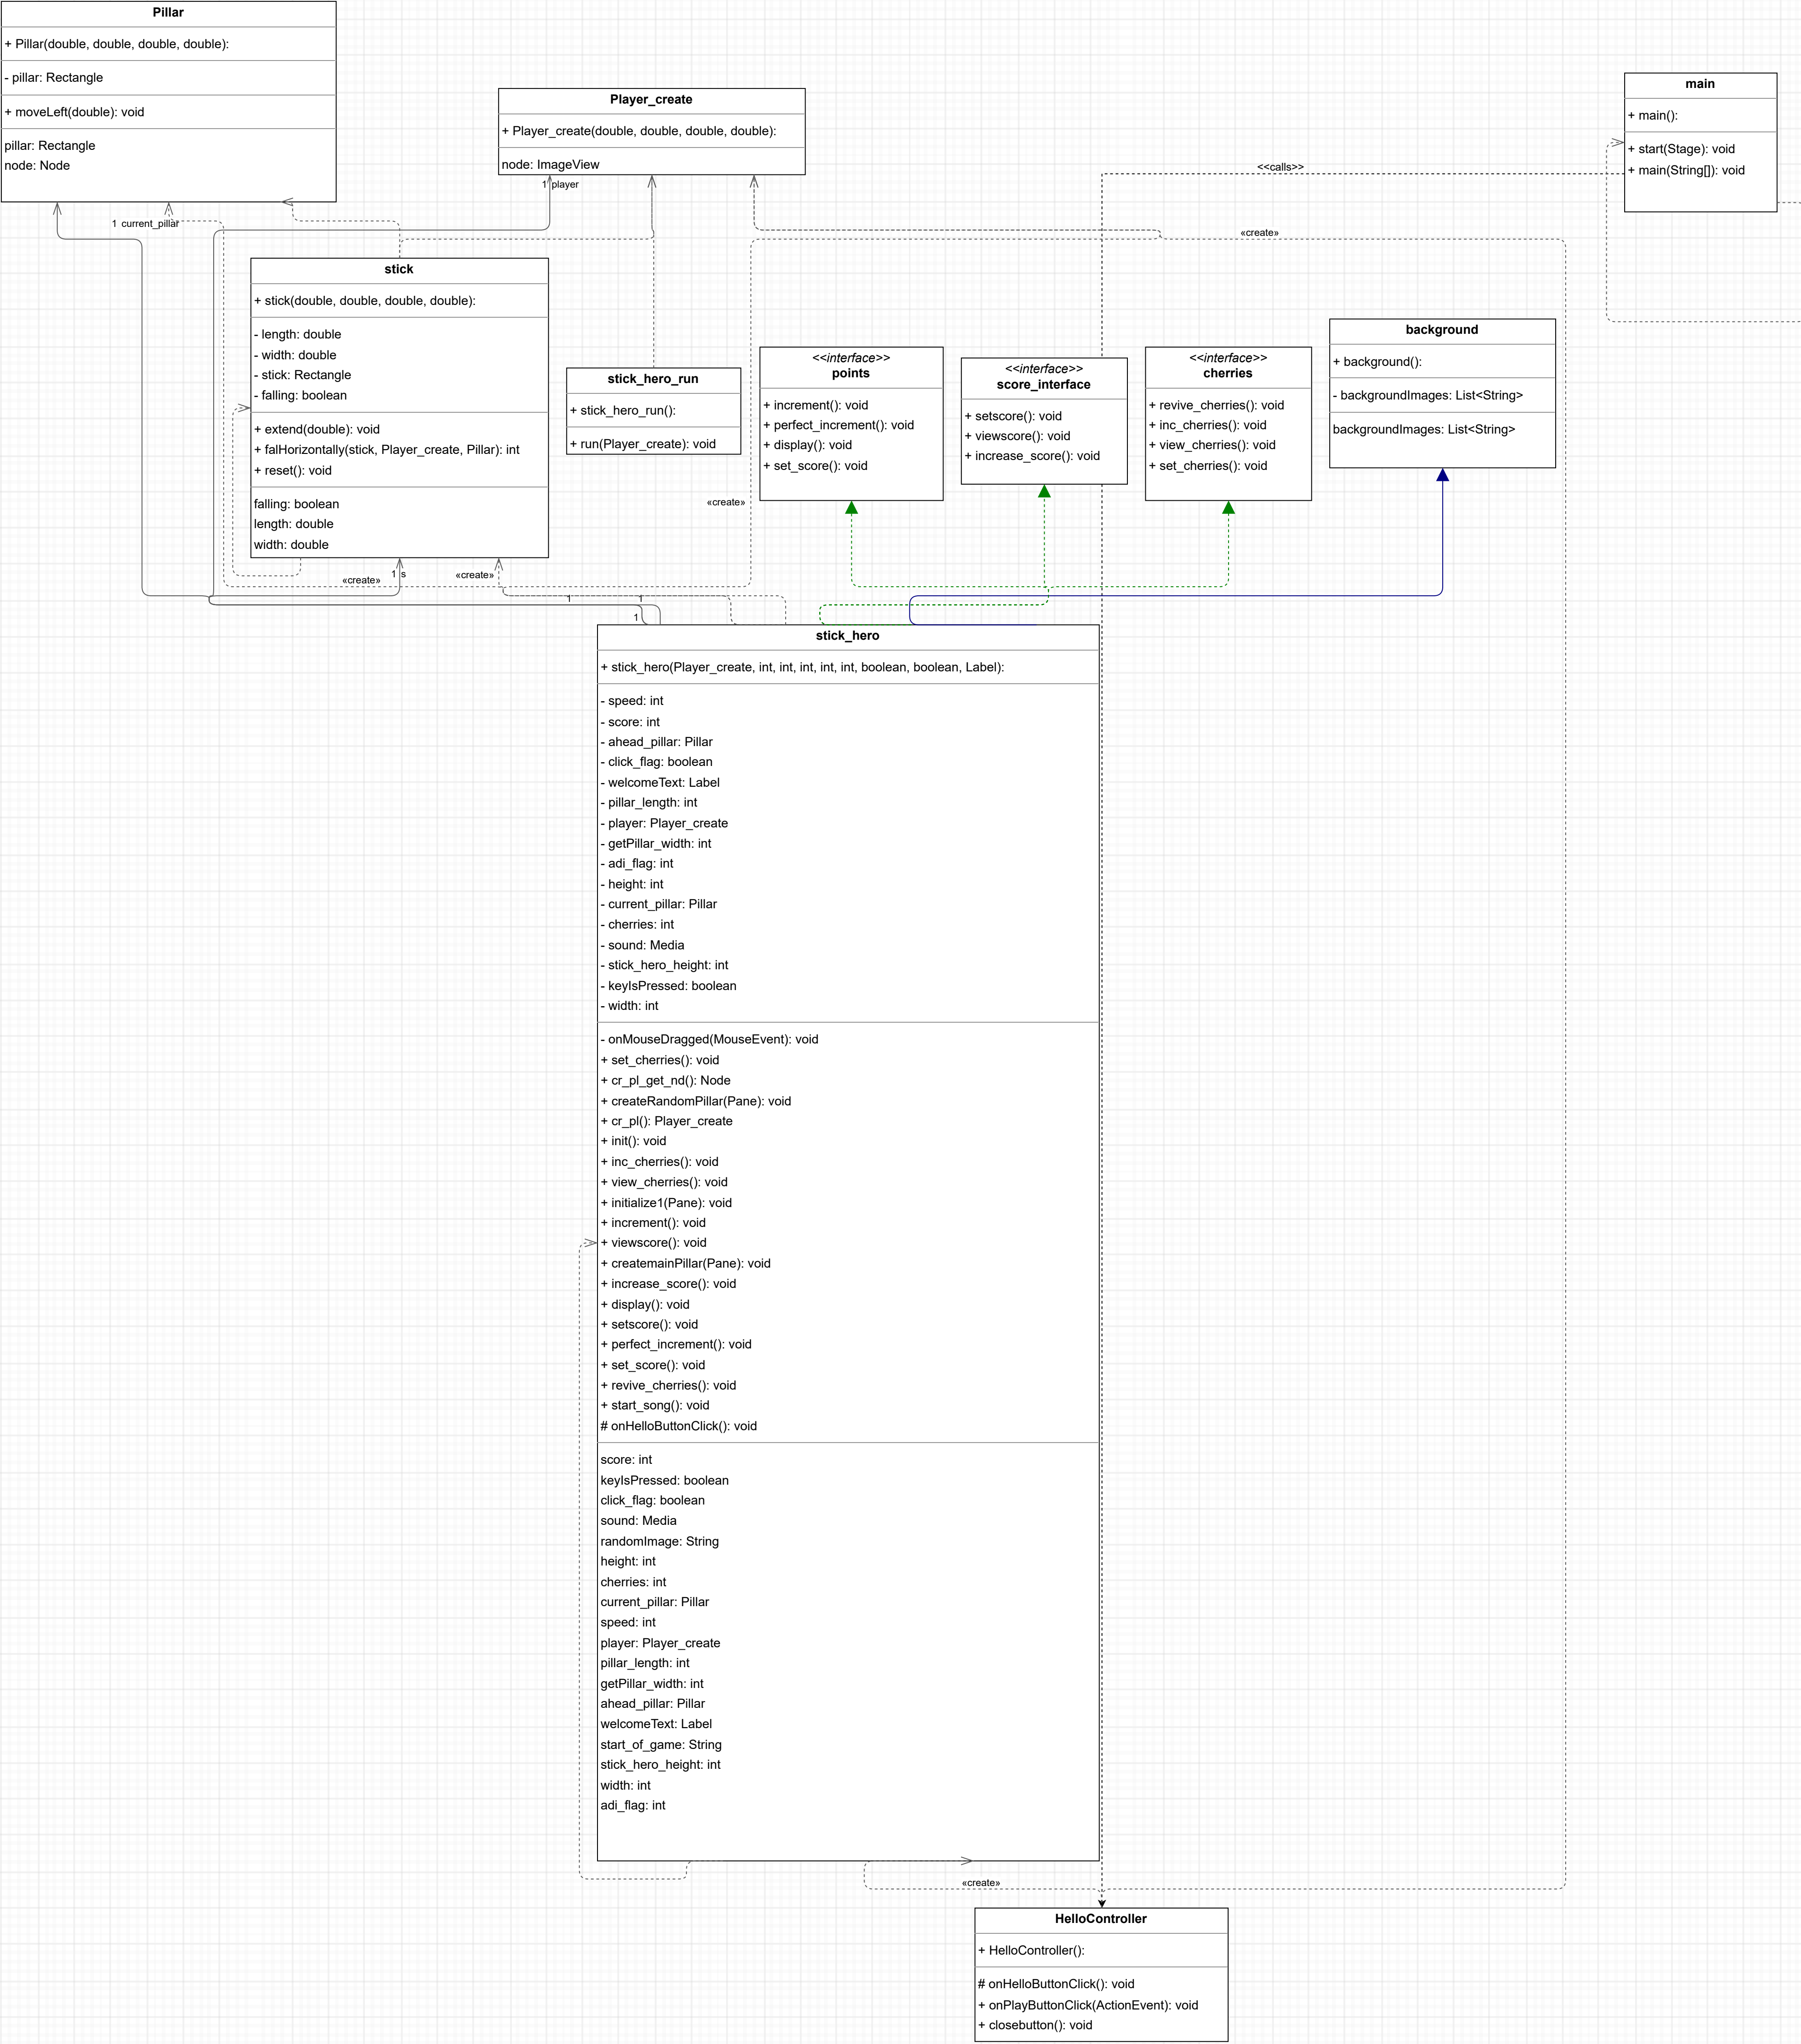 Pillar
+ Pillar(double, double, double, double):
- pillar: Rectangle
+ moveLeft(double): void
pillar: Rectangle
node: Node
Player_create
+ Player_create(double, double, double, double):
node: ImageView
main
+ main():
+ start(Stage): void
+ main(String[]): void
<<calls>>
1 player
1 current_pillar
«create»
stick
+ stick(double, double, double, double):
- length: double
- width: double
- stick: Rectangle
- falling: boolean
+ extend(double): void
+ falHorizontally(stick, Player_create, Pillar): int
+ reset(): void
falling: boolean
length: double
width: double
stick_hero_run
+ stick_hero_run():
+ run(Player_create): void
<<interface>>
points
+ increment(): void
+ perfect_increment(): void
+ display(): void
+ set_score(): void
<<interface>>
score_interface
+ setscore(): void
+ viewscore(): void
+ increase_score(): void
<<interface>>
cherries
+ revive_cherries(): void
+ inc_cherries(): void
+ view_cherries(): void
+ set_cherries(): void
background
+ background():
- backgroundImages: List<String>
backgroundImages: List<String>
«create»
«create»
1 s
«create»
1
1
1
stick_hero
+ stick_hero(Player_create, int, int, int, int, int, boolean, boolean, Label):
- speed: int
- score: int
- ahead_pillar: Pillar
- click_flag: boolean
- welcomeText: Label
- pillar_length: int
- player: Player_create
- getPillar_width: int
- adi_flag: int
- height: int
- current_pillar: Pillar
- cherries: int
- sound: Media
- stick_hero_height: int
- keyIsPressed: boolean
- width: int
- onMouseDragged(MouseEvent): void
+ set_cherries(): void
+ cr_pl_get_nd(): Node
+ createRandomPillar(Pane): void
+ cr_pl(): Player_create
+ init(): void
+ inc_cherries(): void
+ view_cherries(): void
+ initialize1(Pane): void
+ increment(): void
+ viewscore(): void
+ createmainPillar(Pane): void
+ increase_score(): void
+ display(): void
+ setscore(): void
+ perfect_increment(): void
+ set_score(): void
+ revive_cherries(): void
+ start_song(): void
# onHelloButtonClick(): void
score: int
keyIsPressed: boolean
click_flag: boolean
sound: Media
randomImage: String
height: int
cherries: int
current_pillar: Pillar
speed: int
player: Player_create
pillar_length: int
getPillar_width: int
ahead_pillar: Pillar
welcomeText: Label
start_of_game: String
stick_hero_height: int
width: int
adi_flag: int
«create»
HelloController
+ HelloController():
# onHelloButtonClick(): void
+ onPlayButtonClick(ActionEvent): void
+ closebutton(): void